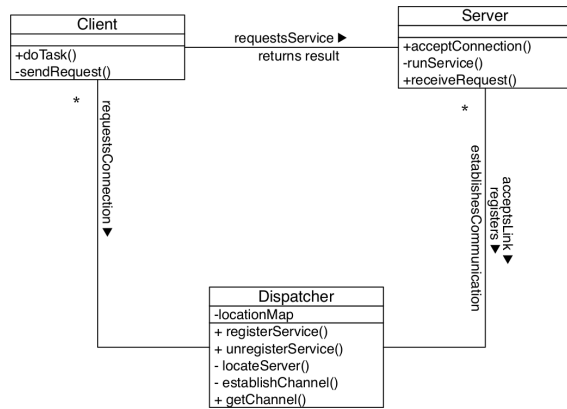 Client
+doTask()
-sendRequest()
requestsService ▶
returns result
Server
+acceptConnection()
-runService()
+receiveRequest()
*
requestsConnection ▶
*
acceptsLink ▶
registers ▶
establishesCommunication
Dispatcher
-locationMap
+ registerService()
+ unregisterService()
- locateServer()
- establishChannel()
+ getChannel()